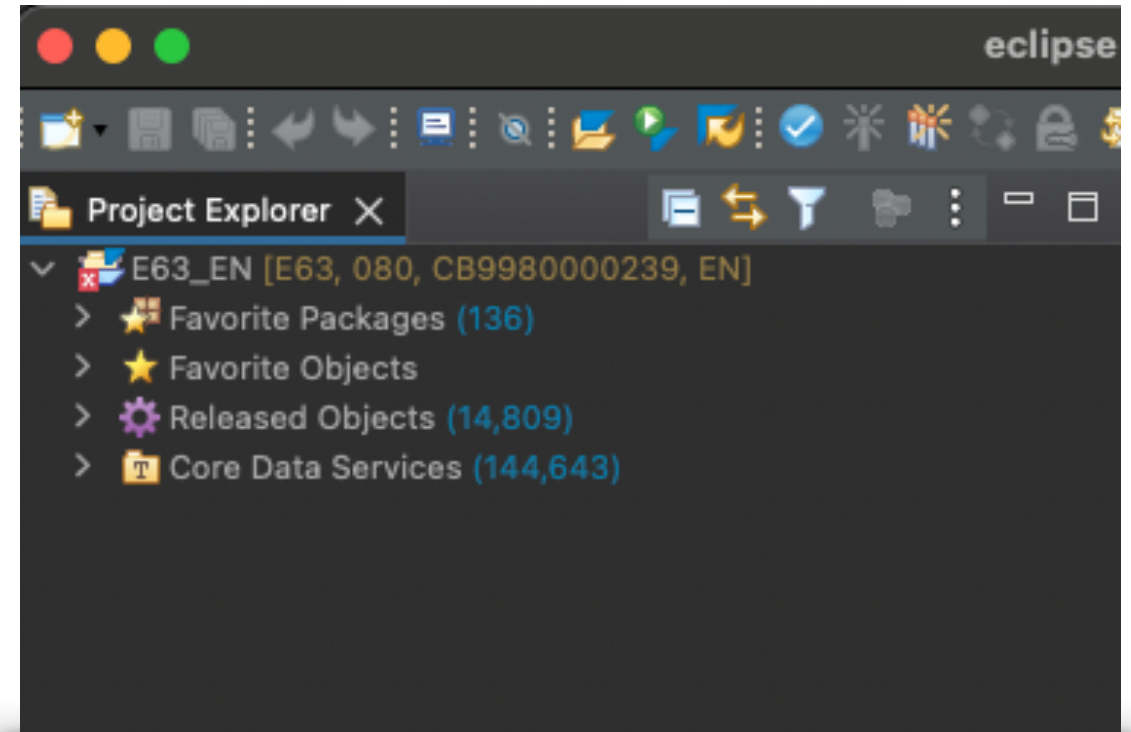 eclipse
Project Explorer
E63_EN [E63, 080, CB9980000239, EN]
Favorite Packages (136)
Favorite Objects
Released Objects (14,809)
T Core Data Services (144,643)